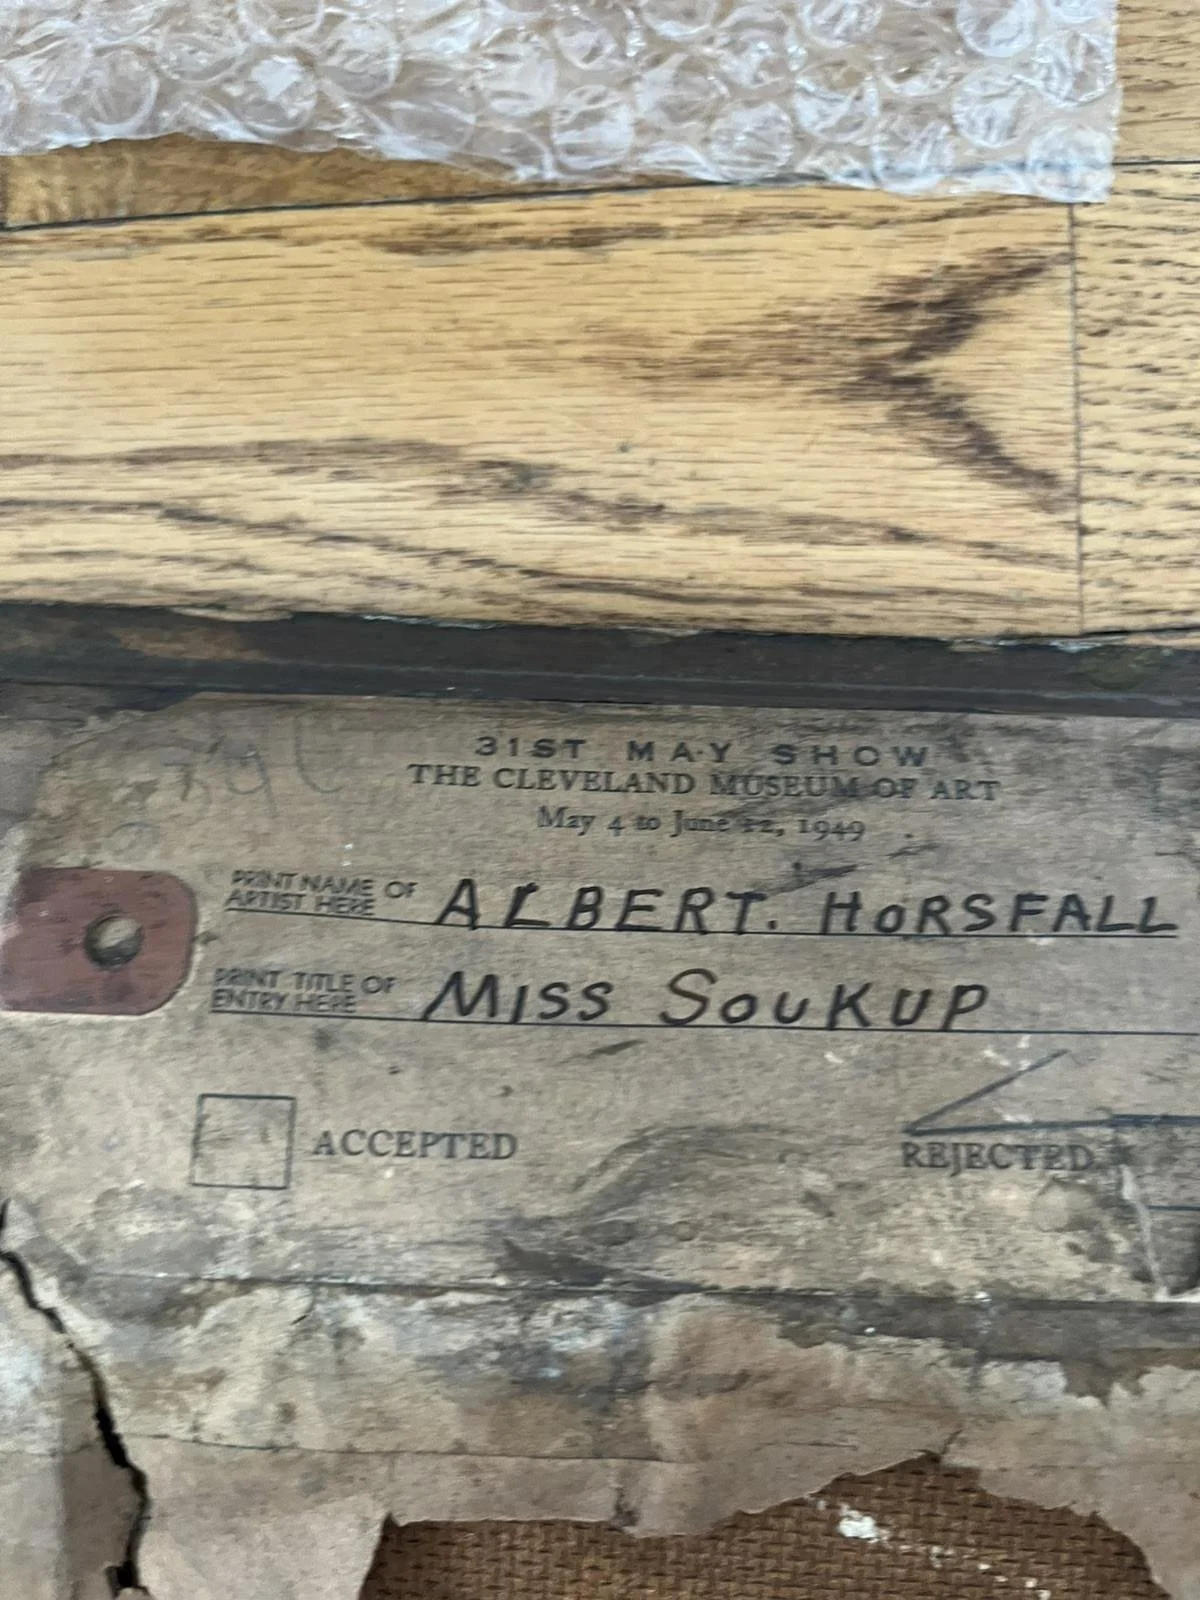 31ST MAY SHOW
THE CLEVELAND MUSEUM OF ART
May 4 to June 12, 1949
PRINT NAME OF
ARTIST HERE
ALBERT. HORSFALL
PRINT TITLE OF
ENTRY HERE
MISS SOUKUP
ACCEPTED
REJECTED